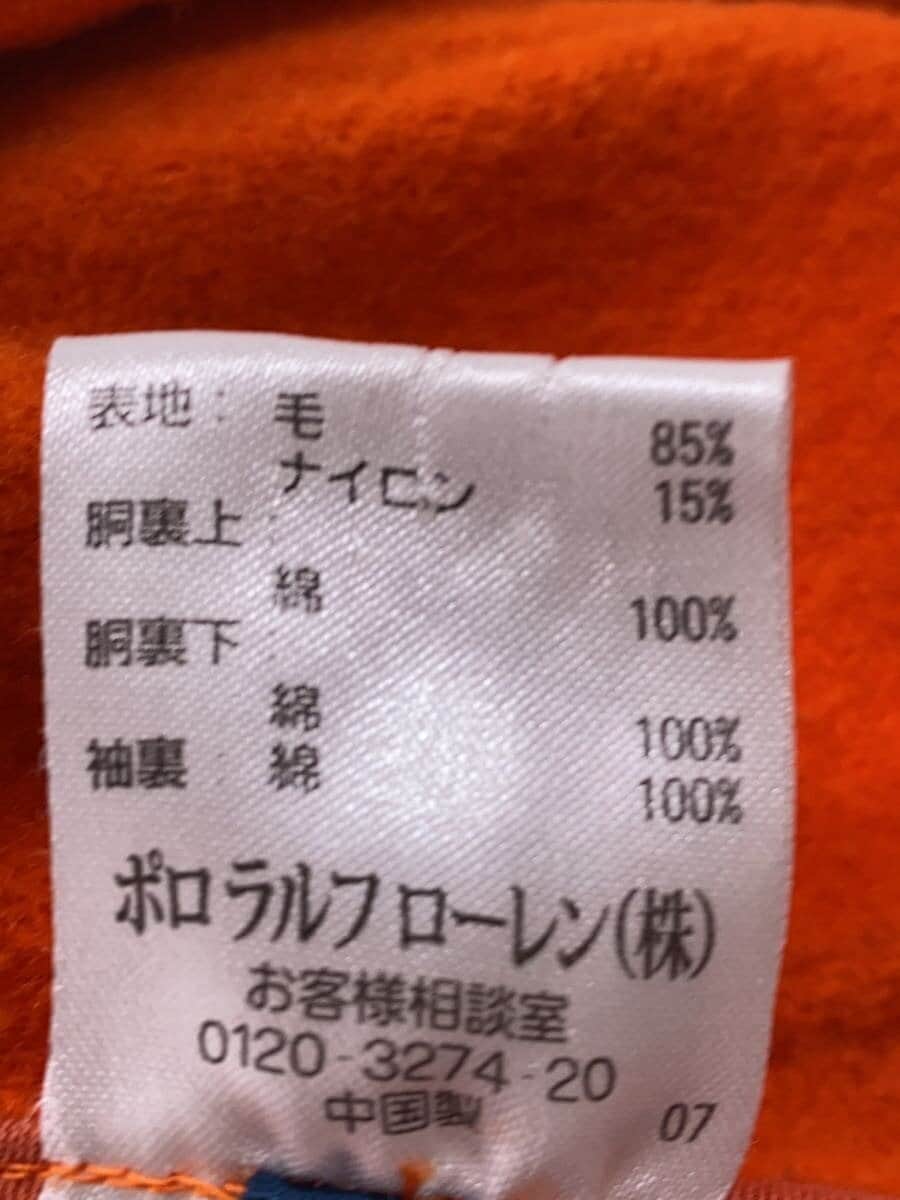 表地： 毛 85%
ナイロン 15%
胴裏上：
綿 100%
胴裏下：
綿 100%
袖裏： 綿 100%
ポロ ラルフ ローレン(株)
お客様相談室
0120-3274-20
中国製 07